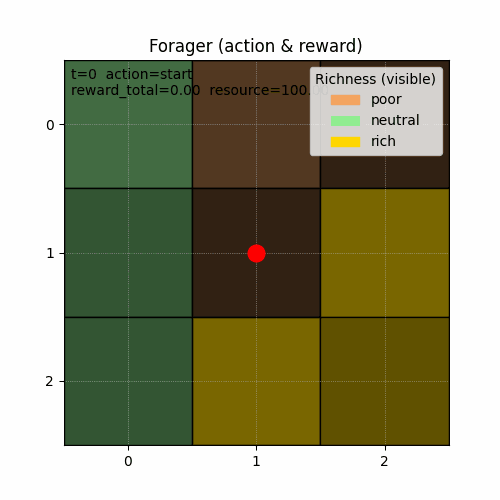 Forager (action & reward)
t=0 action=start
reward_total=0.00 resource=100.
Richness (visible)
poor
neutral
rich
0
1
2
0
1
2